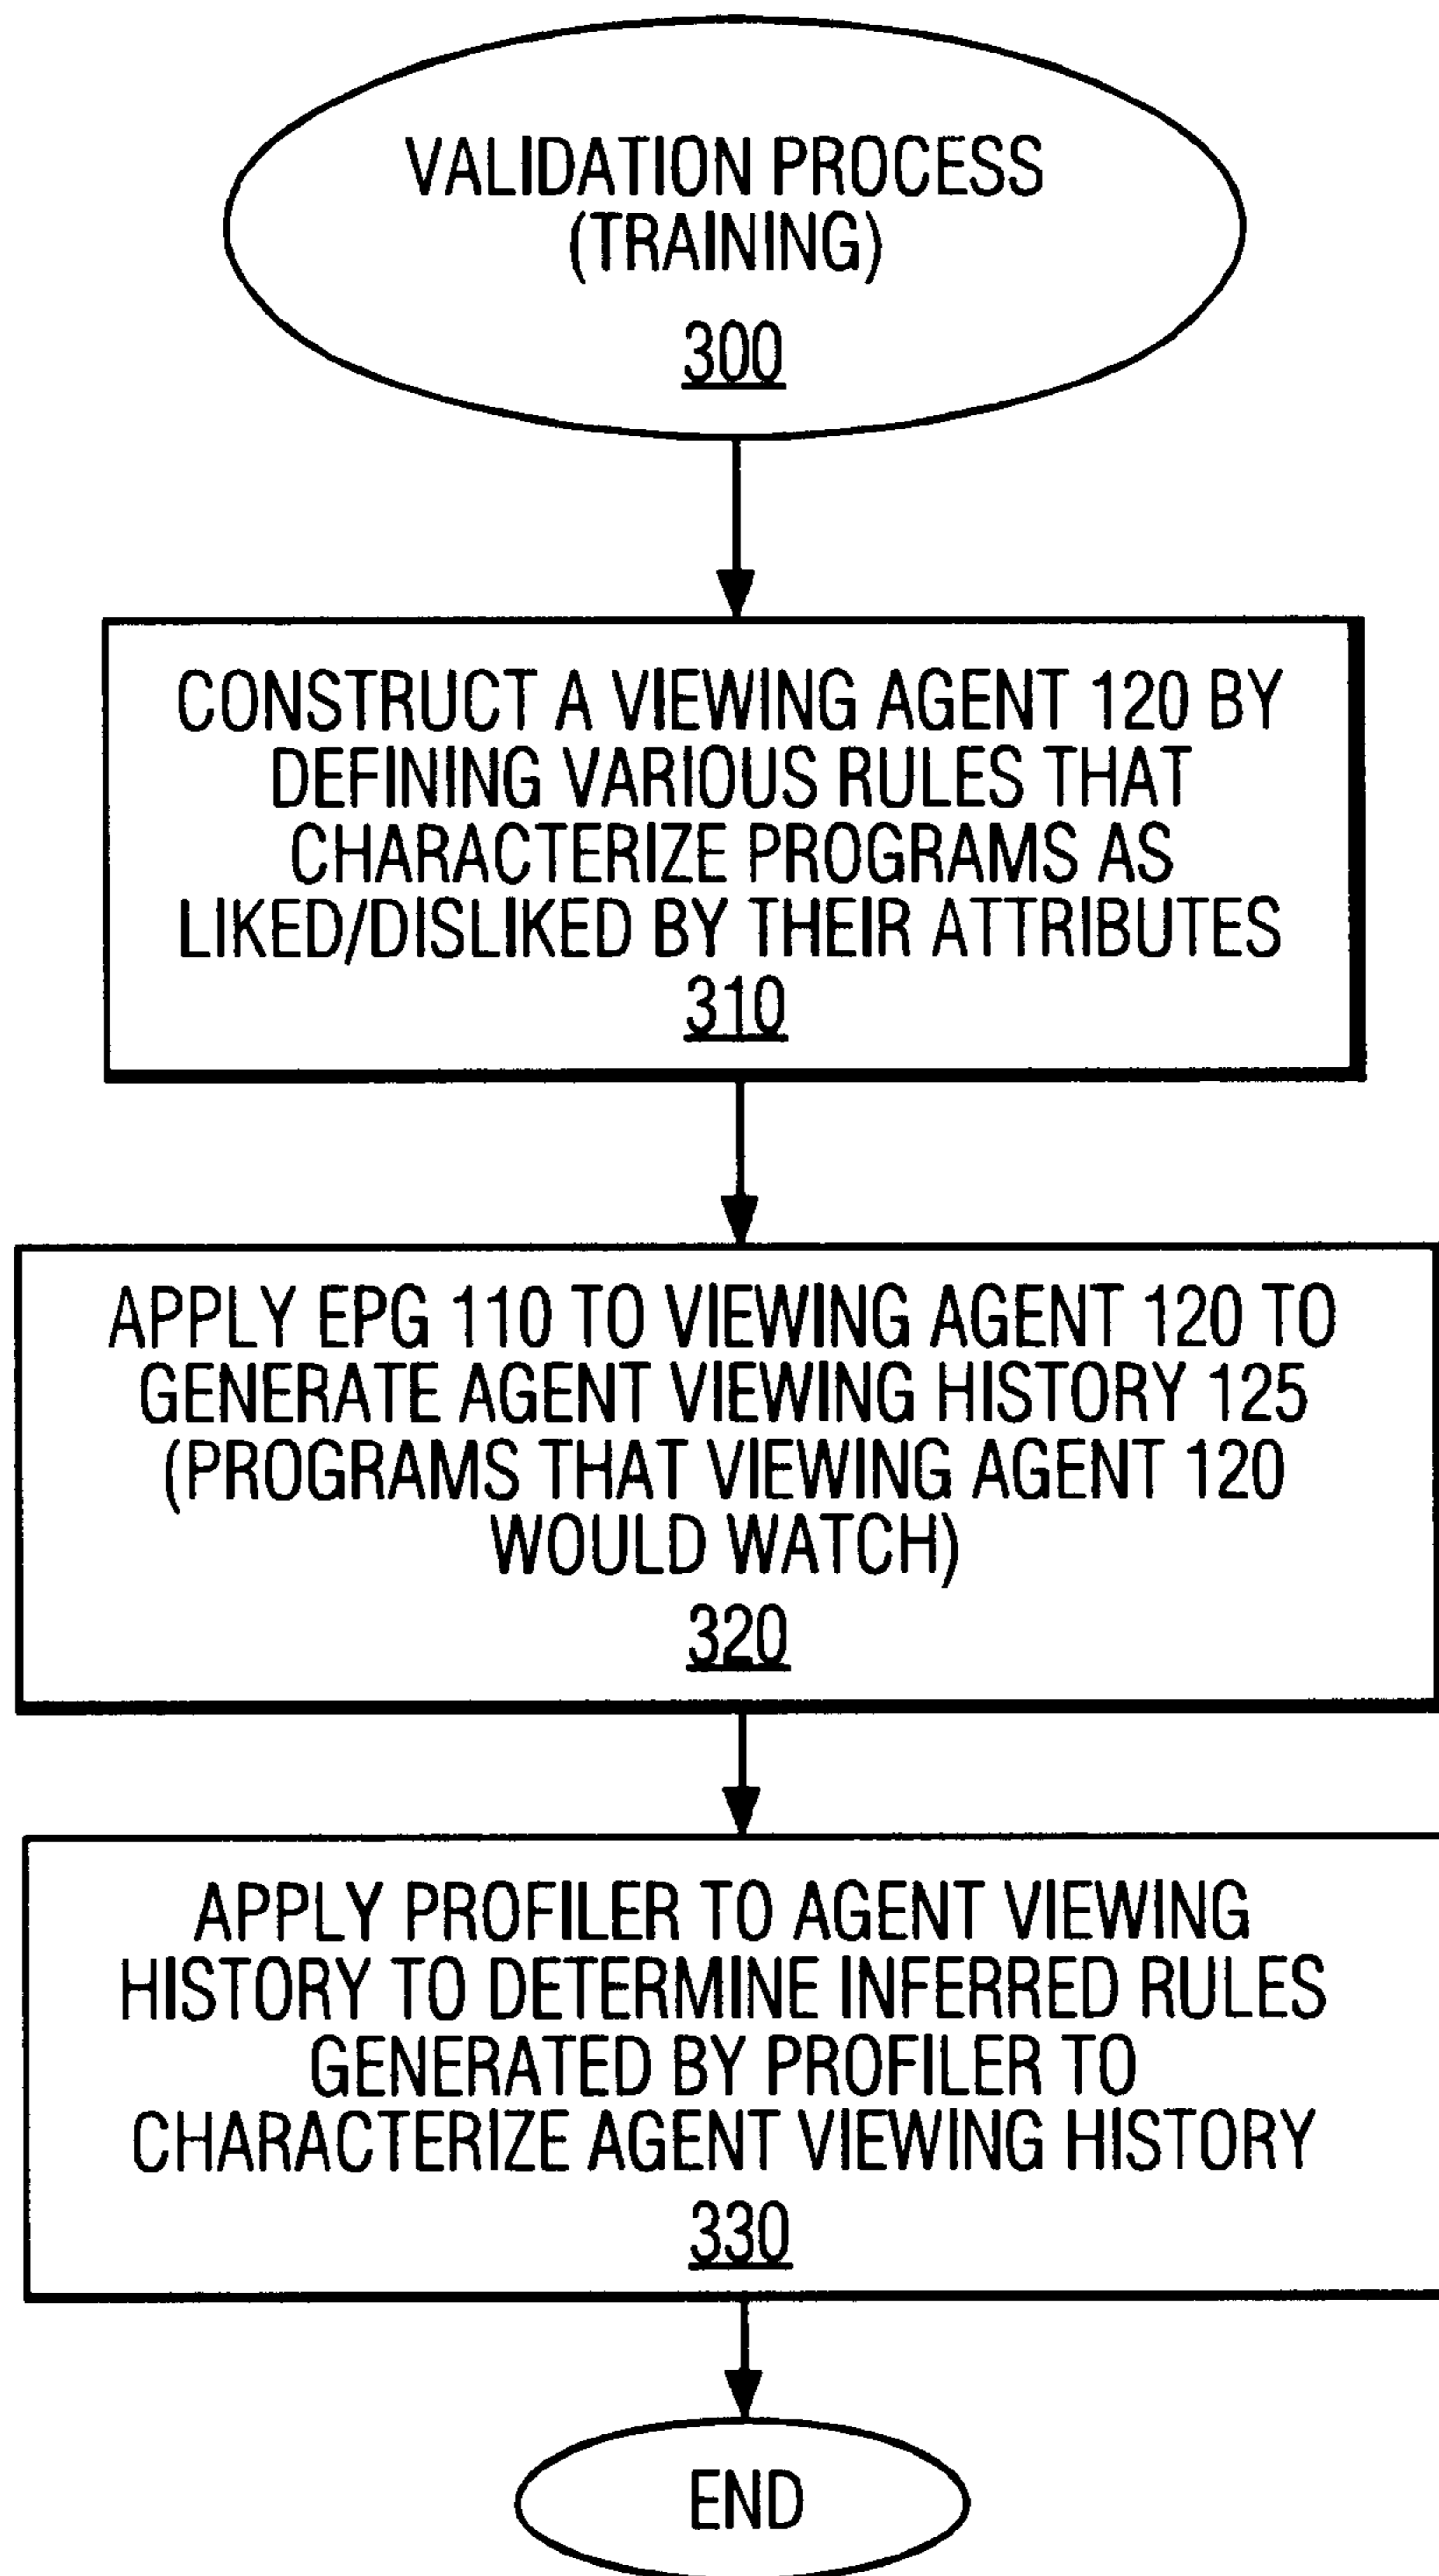 VALIDATION PROCESS
(TRAINING)
300
CONSTRUCT A VIEWING AGENT 120 BY
DEFINING VARIOUS RULES THAT
CHARACTERIZE PROGRAMS AS
LIKED/DISLIKED BY THEIR ATTRIBUTES
310
APPLY EPG 110 TO VIEWING AGENT 120 TO
GENERATE AGENT VIEWING HISTORY 125
(PROGRAMS THAT VIEWING AGENT 120
WOULD WATCH)
320
APPLY PROFILER TO AGENT VIEWING
HISTORY TO DETERMINE INFERRED RULES
GENERATED BY PROFILER TO
CHARACTERIZE AGENT VIEWING HISTORY
330
END